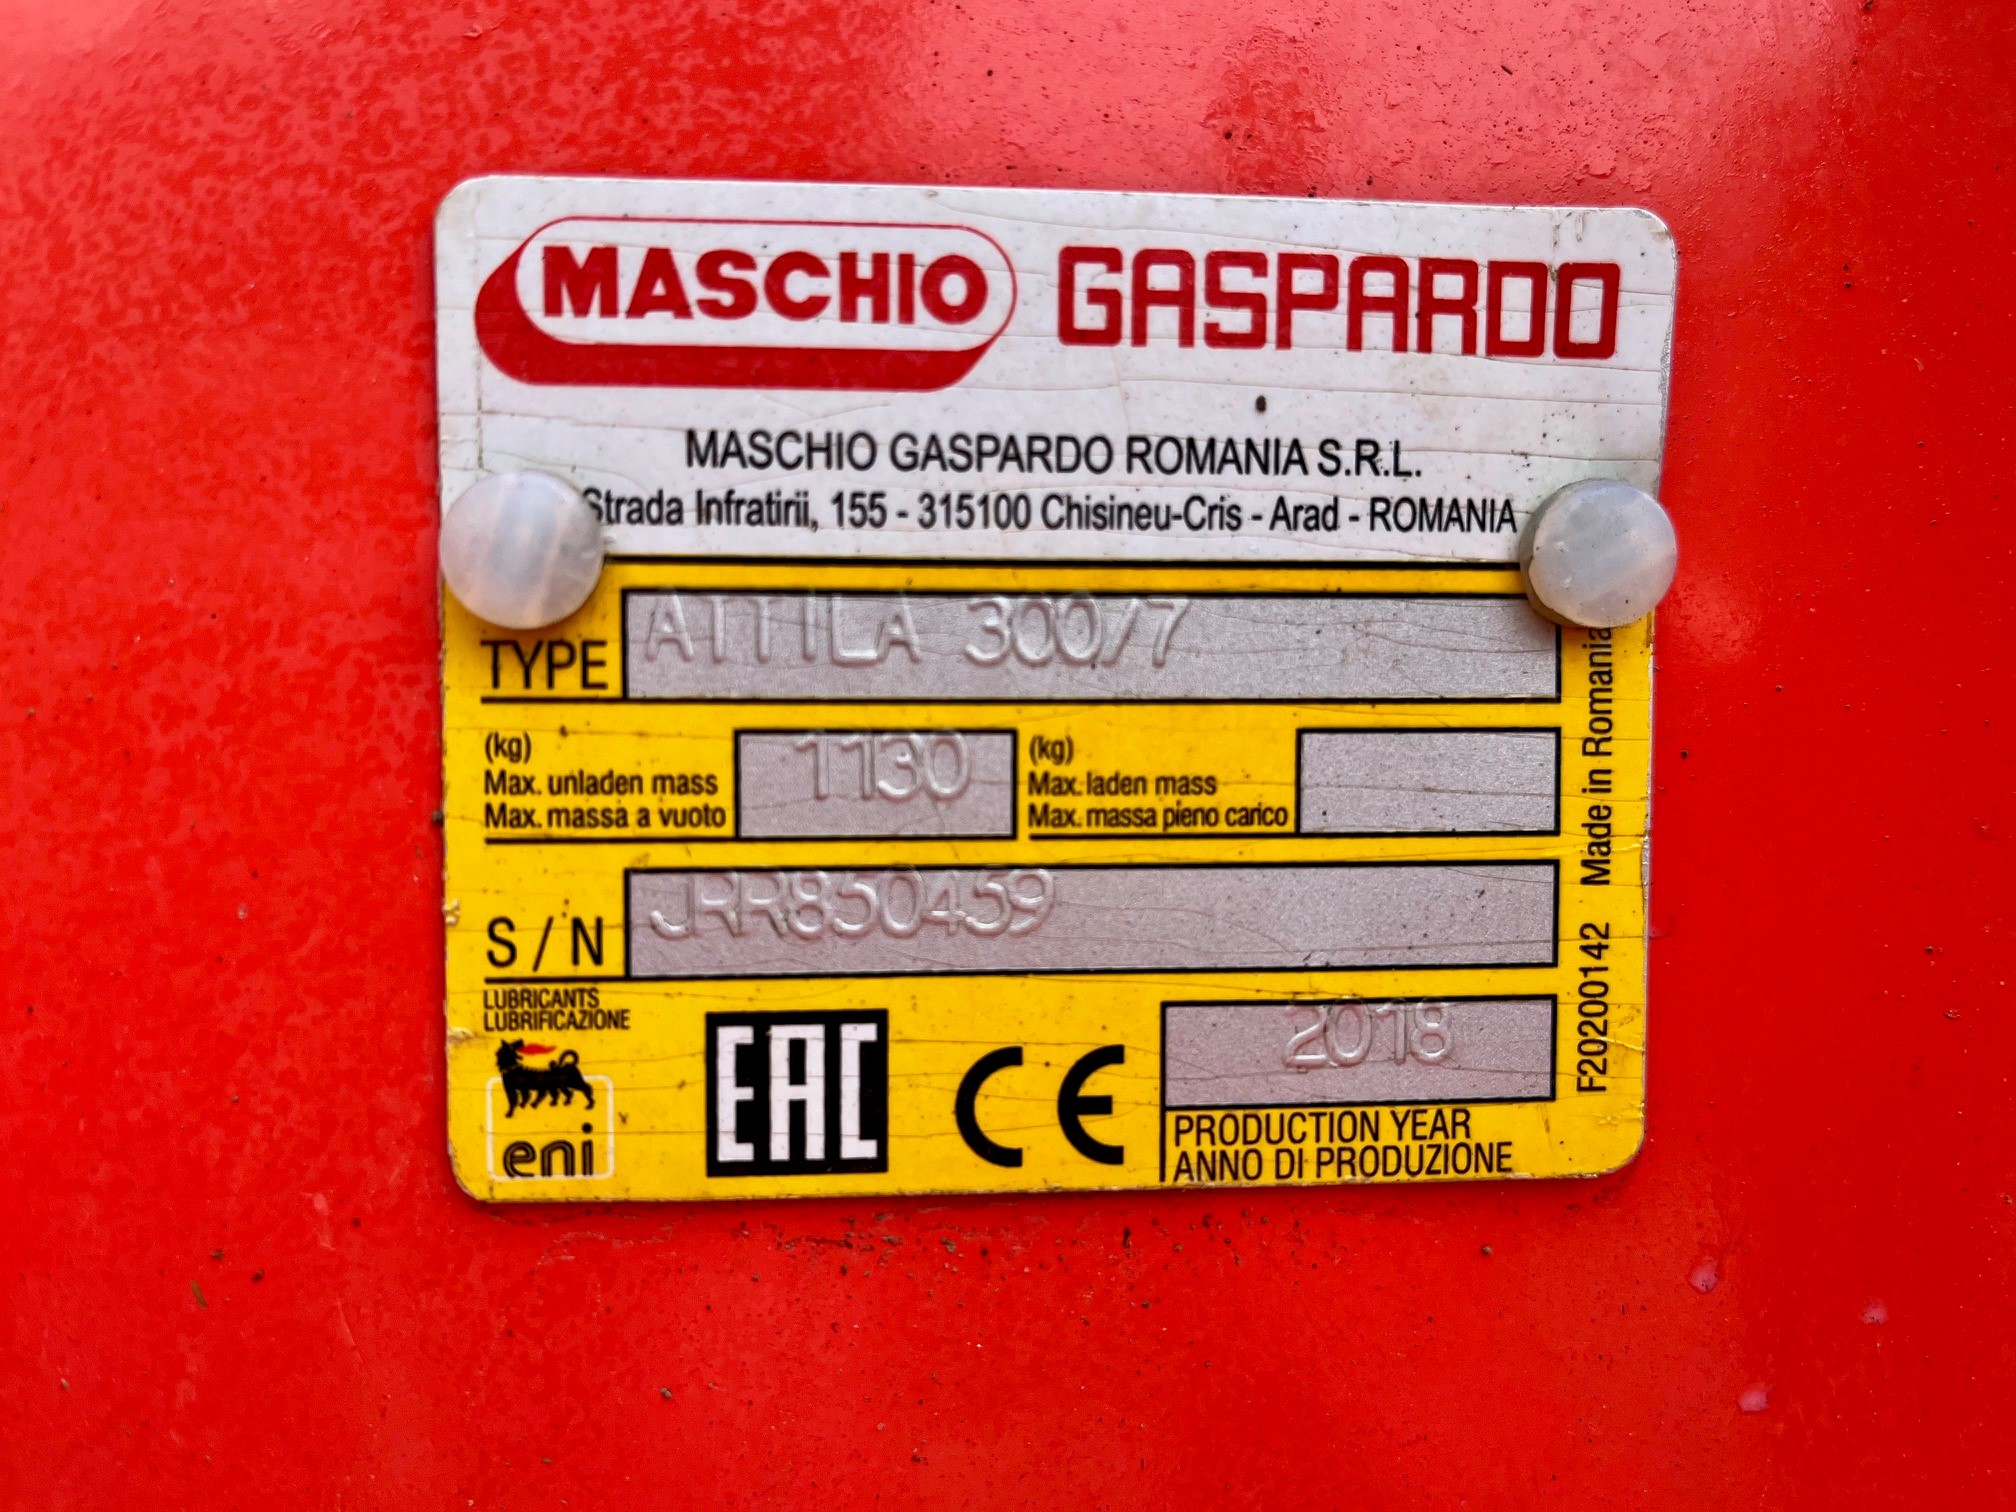 MASCHIO GASPARDO
MASCHIO GASPARDO ROMANIA S.R.L.
Strada Infratirii, 155 - 315100 Chisineu-Cris - Arad - ROMANIA
TYPE ATTILA 300/7
(kg)
Max. unladen mass
Max. massa a vuoto
1130
(kg)
Max. laden mass
Max. massa pieno carico
S / N JRR850459
LUBRICANTS
LUBRIFICAZIONE
eni
EAC
CE
2018
PRODUCTION YEAR
ANNO DI PRODUZIONE
F20200142 Made in Romania